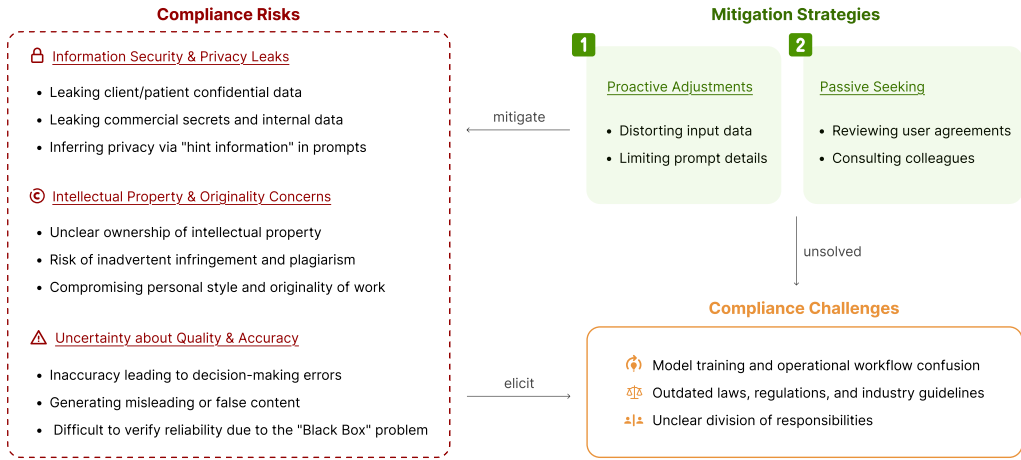 Compliance Risks
Information Security & Privacy Leaks
• Leaking client/patient confidential data
• Leaking commercial secrets and internal data
• Inferring privacy via "hint information" in prompts
Intellectual Property & Originality Concerns
• Unclear ownership of intellectual property
• Risk of inadvertent infringement and plagiarism
• Compromising personal style and originality of work
Uncertainty about Quality & Accuracy
• Inaccuracy leading to decision-making errors
• Generating misleading or false content
• Difficult to verify reliability due to the "Black Box" problem
mitigate
elicit
Mitigation Strategies
1
Proactive Adjustments
• Distorting input data
• Limiting prompt details
2
Passive Seeking
• Reviewing user agreements
• Consulting colleagues
unsolved
Compliance Challenges
Model training and operational workflow confusion
Outdated laws, regulations, and industry guidelines
Unclear division of responsibilities